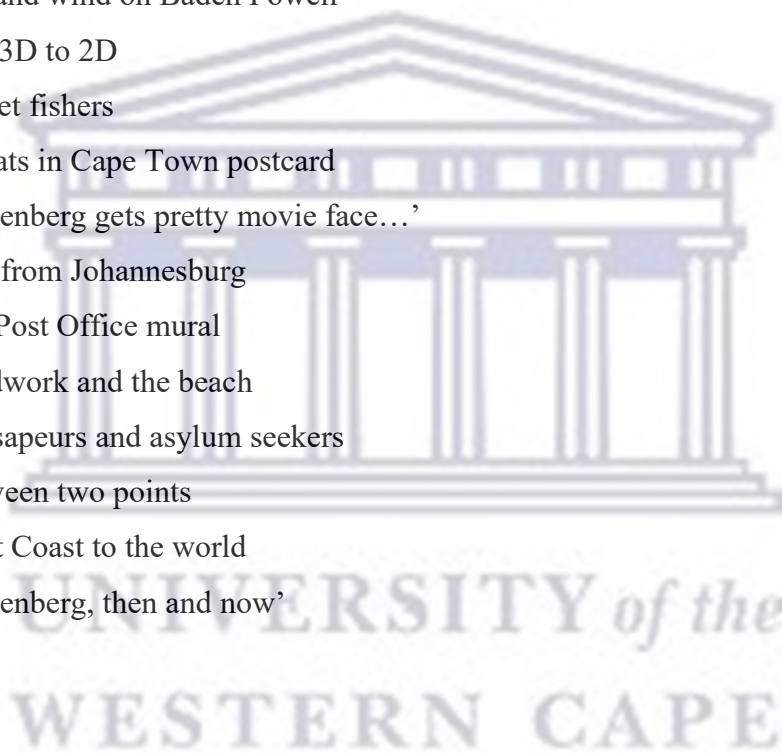 and wind on Baden Powell
3D to 2D
et fishers
ats in Cape Town postcard
enberg gets pretty movie face…’
from Johannesburg
Post Office mural
work and the beach
sapeurs and asylum seekers
een two points
Coast to the world
enberg, then and now’
UNIVERSITY of the
WESTERN CAPE